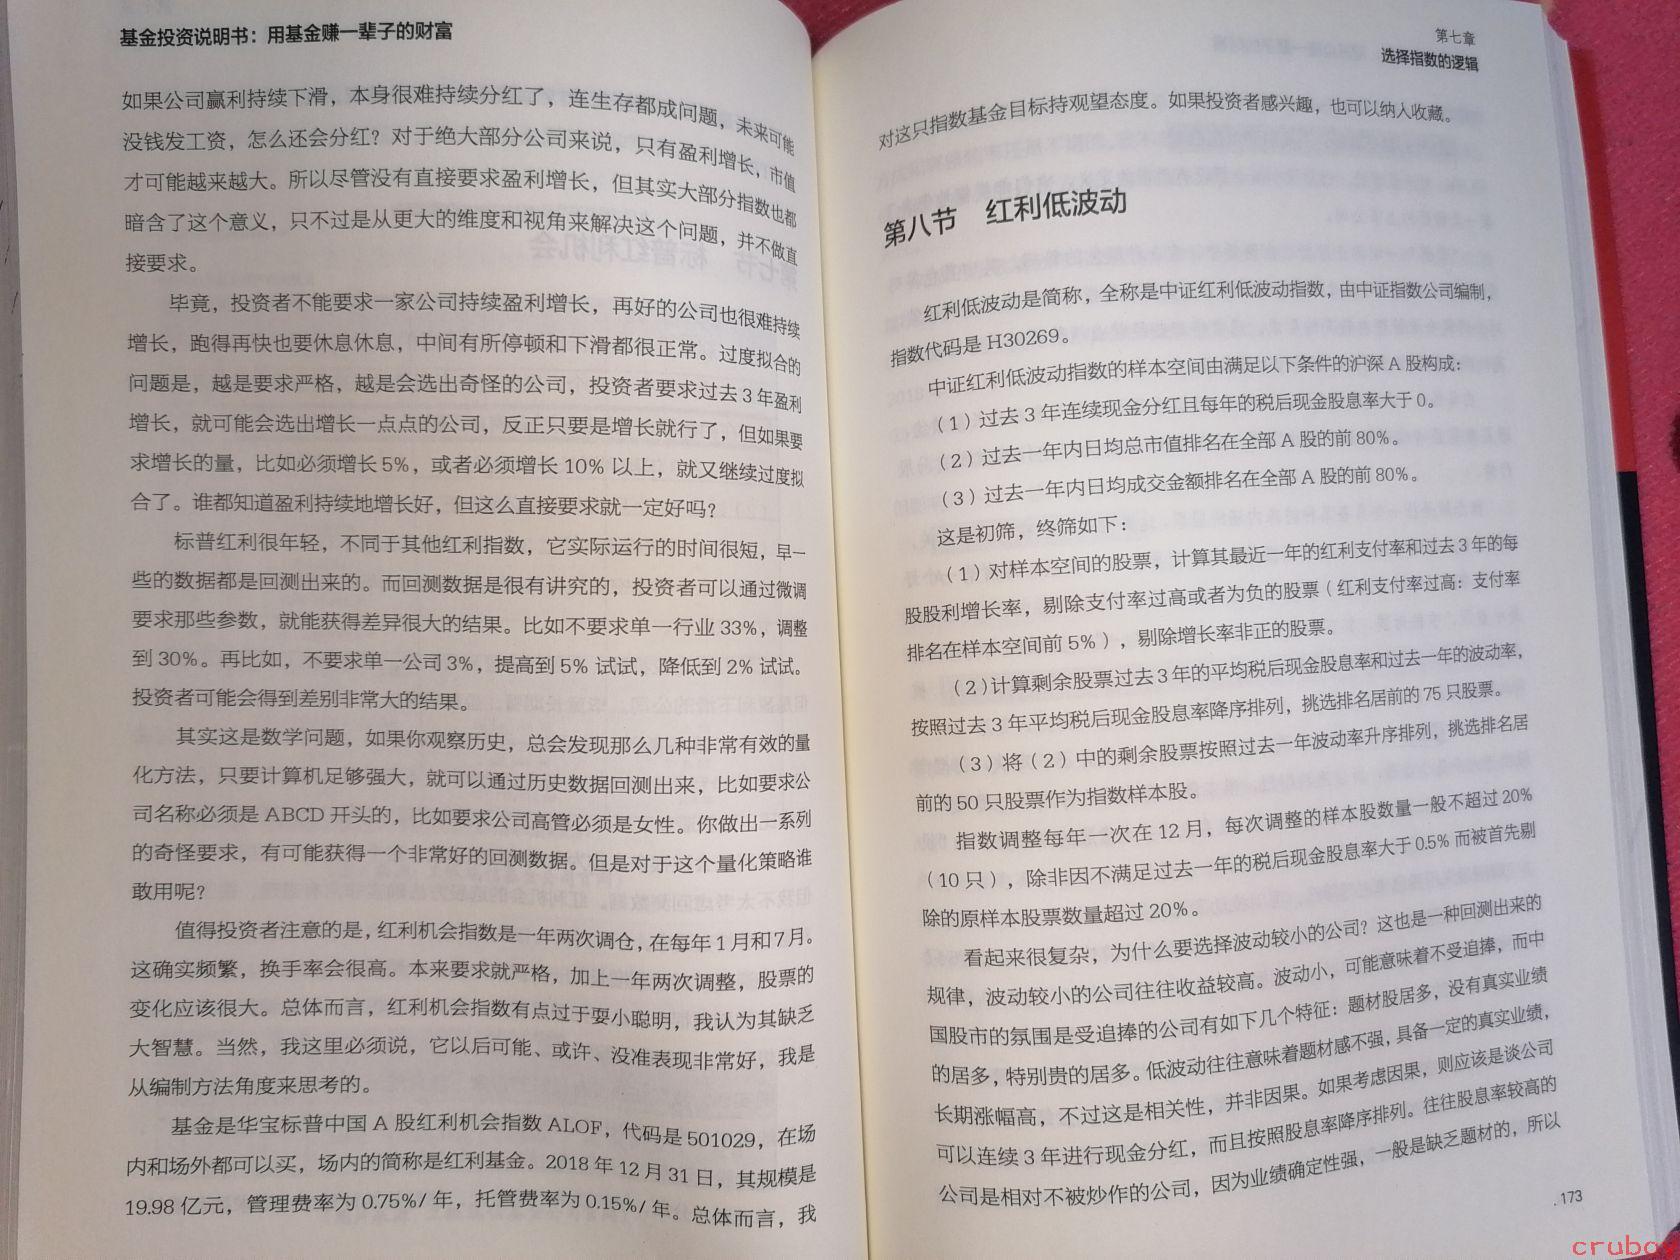 基金投资说明书：用基金赚一辈子的财富
如果公司赢利持续下滑，本身很难持续分红了，连生存都成问题，未来可能
没钱发工资，怎么还会分红？对于绝大部分公司来说，只有盈利增长，市值
才可能越来越大。所以尽管没有直接要求盈利增长，但其实大部分指数也都
暗含了这个意义，只不过是从更大的维度和视角来解决这个问题，并不做直
接要求。
毕竟，投资者不能要求一家公司持续盈利增长，再好的公司也很难持续
增长，跑得再快也要休息休息，中间有所停顿和下滑都很正常。过度拟合的
问题是，越是要求严格，越是会选出奇怪的公司，投资者要求过去3年盈利
增长，就可能会选出增长一点点的公司，反正只要是增长就行了，但如果要
求增长的量，比如必须增长5%，或者必须增长10%以上，就又继续过度拟
合了。谁都知道盈利持续地增长好，但这么直接要求就一定好吗？
标普红利很年轻，不同于其他红利指数，它实际运行的时间很短，早一
些的数据都是回测出来的。而回测数据是很有讲究的，投资者可以通过微调
要求那些参数，就能获得差异很大的结果。比如不要求单一行业33%，调整
到30%。再比如，不要求单一公司3%，提高到5%试试，降低到2%试试。
投资者可能会得到差别非常大的结果。
其实这是数学问题，如果你观察历史，总会发现那么几种非常有效的量
化方法，只要计算机足够强大，就可以通过历史数据回测出来，比如要求公
司名称必须是ABCD开头的，比如要求公司高管必须是女性。你做出一系列
的奇怪要求，有可能获得一个非常好的回测数据。但是对于这个量化策略谁
敢用呢？
值得投资者注意的是，红利机会指数是一年两次调仓，在每年1月和7月。
这确实频繁，换手率会很高。本来要求就严格，加上一年两次调整，股票的
变化应该很大。总体而言，红利机会指数有点过于耍小聪明，我认为其缺乏
大智慧。当然，我这里必须说，它以后可能、或许、没准表现非常好，我是
从编制方法角度来思考的。
基金是华宝标普中国A股红利机会指数ALOF，代码是501029，在场
内和场外都可以买，场内的简称是红利基金。2018年12月31日，其规模是
19.98亿元，管理费率为0.75%/年，托管费率为0.15%/年。总体而言，我
第七章
选择指数的逻辑
对这只指数基金目标持观望态度。如果投资者感兴趣，也可以纳入收藏。
第八节 红利低波动
红利低波动是简称，全称是中证红利低波动指数，由中证指数公司编制，
指数代码是H30269。
中证红利低波动指数的样本空间由满足以下条件的沪深A股构成：
（1）过去3年连续现金分红且每年的税后现金股息率大于0。
（2）过去一年内日均总市值排名在全部A股的前80%。
（3）过去一年内日均成交金额排名在全部A股的前80%。
这是初筛，终筛如下：
（1）对样本空间的股票，计算其最近一年的红利支付率和过去3年的每
股股利增长率，剔除支付率过高或者为负的股票（红利支付率过高：支付率
排名在样本空间前5%），剔除增长率非正的股票。
（2）计算剩余股票过去3年的平均税后现金股息率和过去一年的波动率，
按照过去3年平均税后现金股息率降序排列，挑选排名居前的75只股票。
（3）将（2）中的剩余股票按照过去一年波动率升序排列，挑选排名居
前的50只股票作为指数样本股。
指数调整每年一次在12月，每次调整的样本股数量一般不超过20%
（10只），除非因不满足过去一年的税后现金股息率大于0.5%而被首先剔
除的原样本股票数量超过20%。
看起来很复杂，为什么要选择波动较小的公司？这也是一种回测出来的
规律，波动较小的公司往往收益较高。波动小，可能意味着不受追捧，而中
国股市的氛围是受追捧的公司有如下几个特征：题材股居多，没有真实业绩
的居多，特别贵的居多。低波动往往意味着题材感不强，具备一定的真实业绩，
长期涨幅高，不过这是相关性，并非因果。如果考虑因果，则应该是谈公司
可以连续3年进行现金分红，而且按照股息率降序排列。往往股息率较高的
公司是相对不被炒作的公司，因为业绩确定性强，一般是缺乏题材的，所以
173